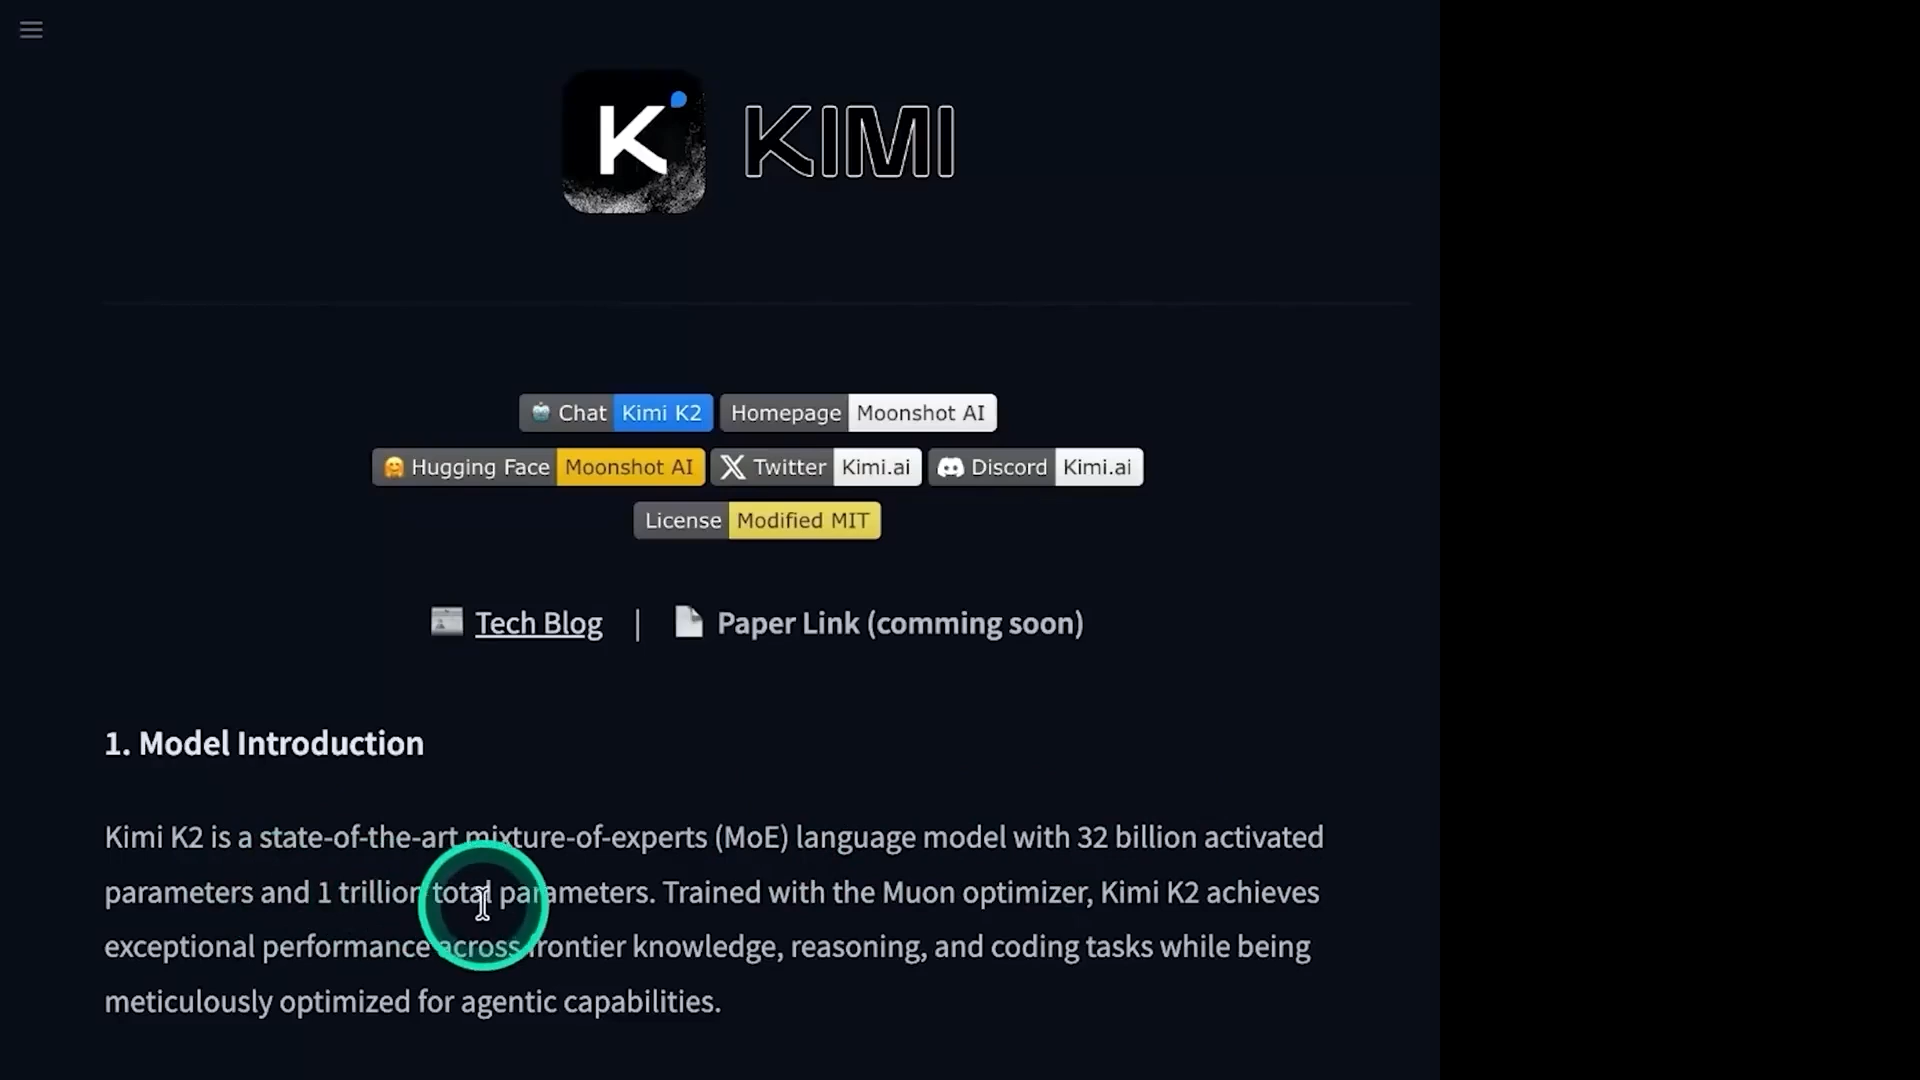 K KIMI
Chat Kimi K2 Homepage Moonshot AI
Hugging Face Moonshot AI Twitter Kimi.ai Discord Kimi.ai
License Modified MIT
Tech Blog | Paper Link (comming soon)
1. Model Introduction
Kimi K2 is a state-of-the-art mixture-of-experts (MoE) language model with 32 billion activated
parameters and 1 trillion total parameters. Trained with the Muon optimizer, Kimi K2 achieves
exceptional performance across frontier knowledge, reasoning, and coding tasks while being
meticulously optimized for agentic capabilities.